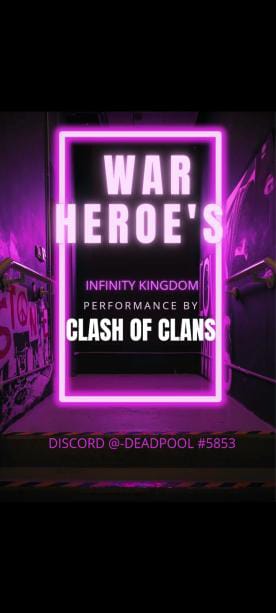 WAR
HEROE'S
INFINITY KINGDOM
PERFORMANCE BY
CLASH OF CLANS
DISCORD @-DEADPOOL #5853